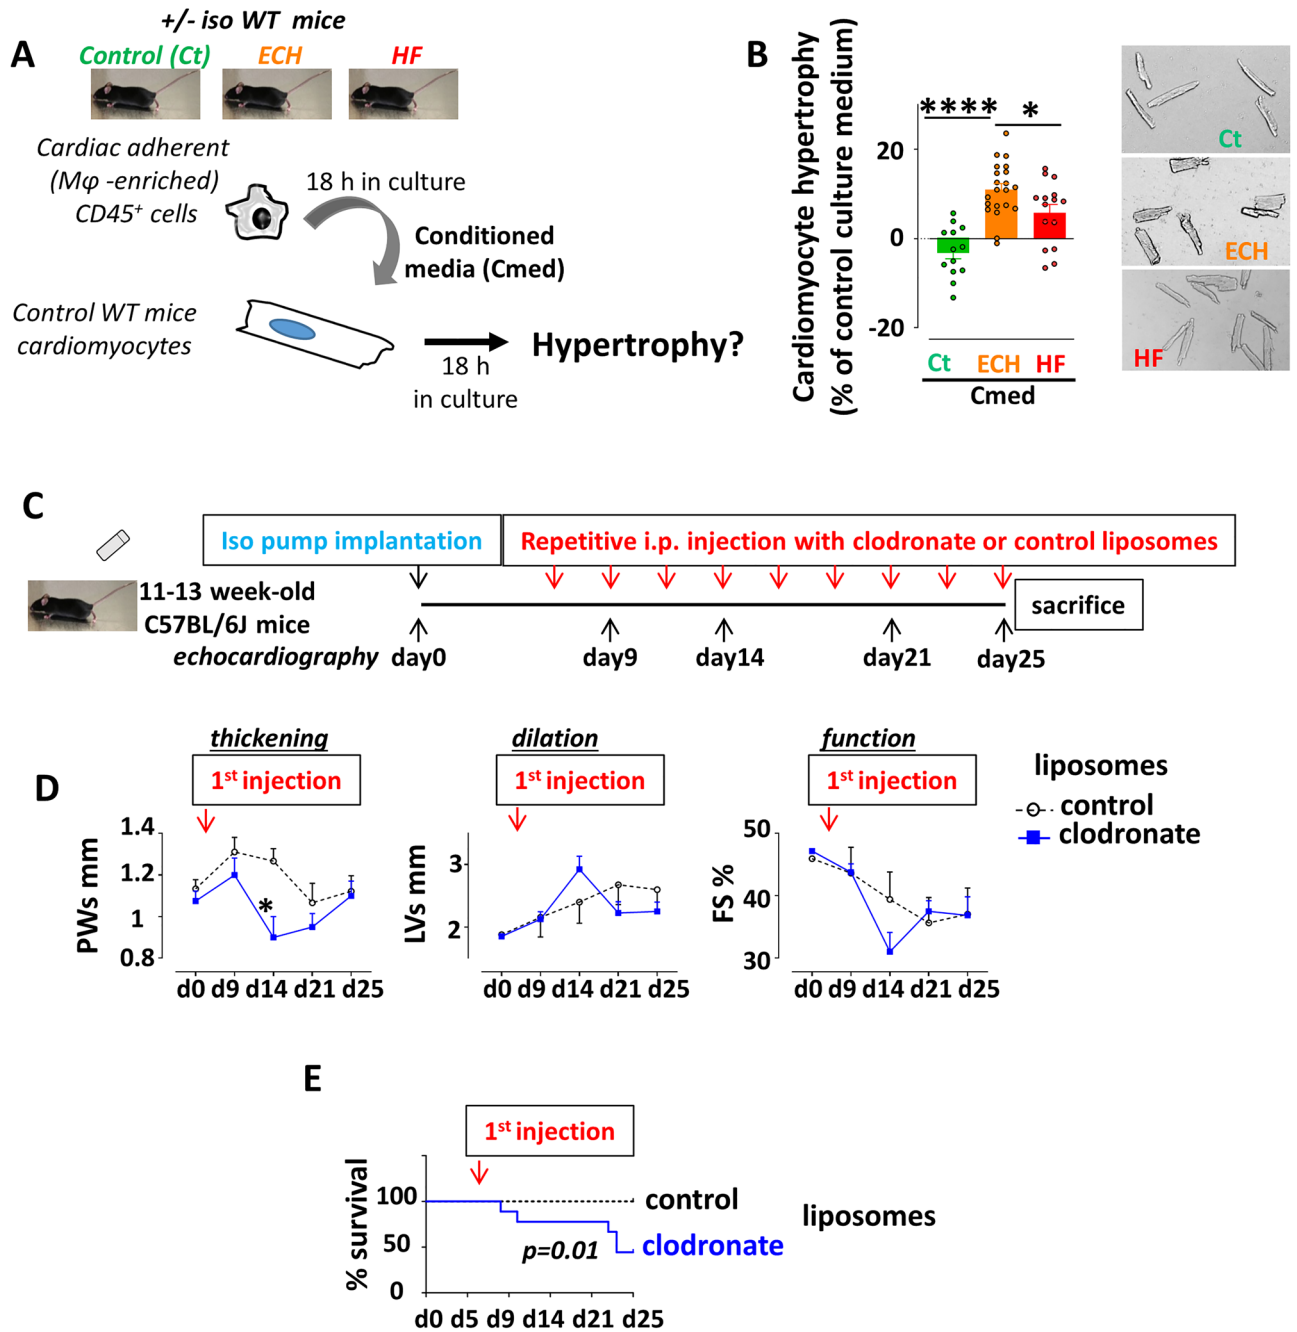 +/- iso WT mice
A
Control (Ct) ECH HF
Cardiac adherent
(Mφ -enriched)
CD45+ cells
18 h in culture
Conditioned
media (Cmed)
Control WT mice
cardiomyocytes
18 h
in culture
Hypertrophy?
B
Cardiomyocyte hypertrophy
(% of control culture medium)
20
0
-20
**** *
Ct ECH HF
Cmed
Ct
ECH
HF
C
Iso pump implantation
Repetitive i.p. injection with clodronate or control liposomes
11-13 week-old
C57BL/6J mice
sacrifice
echocardiography day0 day9 day14 day21 day25
D
thickening
1st injection
PWs mm
1.4
1.2
1
0.8
*
d0 d9 d14 d21 d25
dilation
1st injection
LVs mm
3
2
d0 d9 d14 d21 d25
function
1st injection
FS %
50
40
30
d0 d9 d14 d21 d25
liposomes
control
clodronate
E
1st injection
% survival
100
50
0
control
clodronate
p=0.01
liposomes
d0 d5 d9 d14 d21 d25